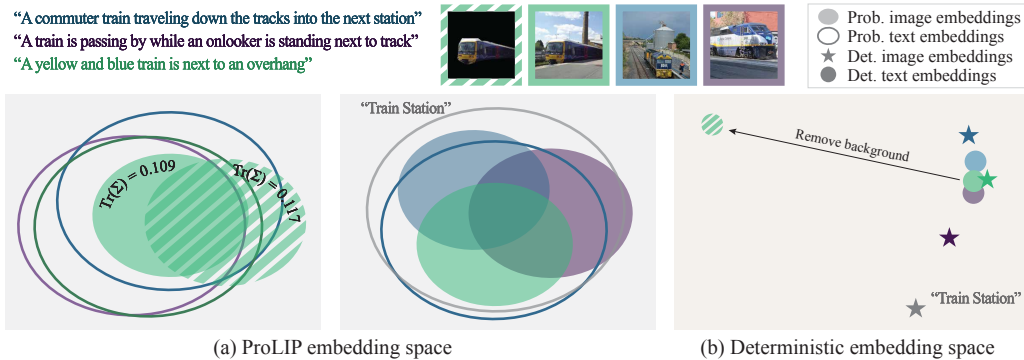 “A commuter train traveling down the tracks into the next station”
“A train is passing by while an onlooker is standing next to track”
“A yellow and blue train is next to an overhang”
Prob. image embeddings
Prob. text embeddings
Det. image embeddings
Det. text embeddings
Tr(Σ) = 0.109
Tr(Σ) = 0.117
“Train Station”
Remove background
“Train Station”
(a) ProLIP embedding space
(b) Deterministic embedding space